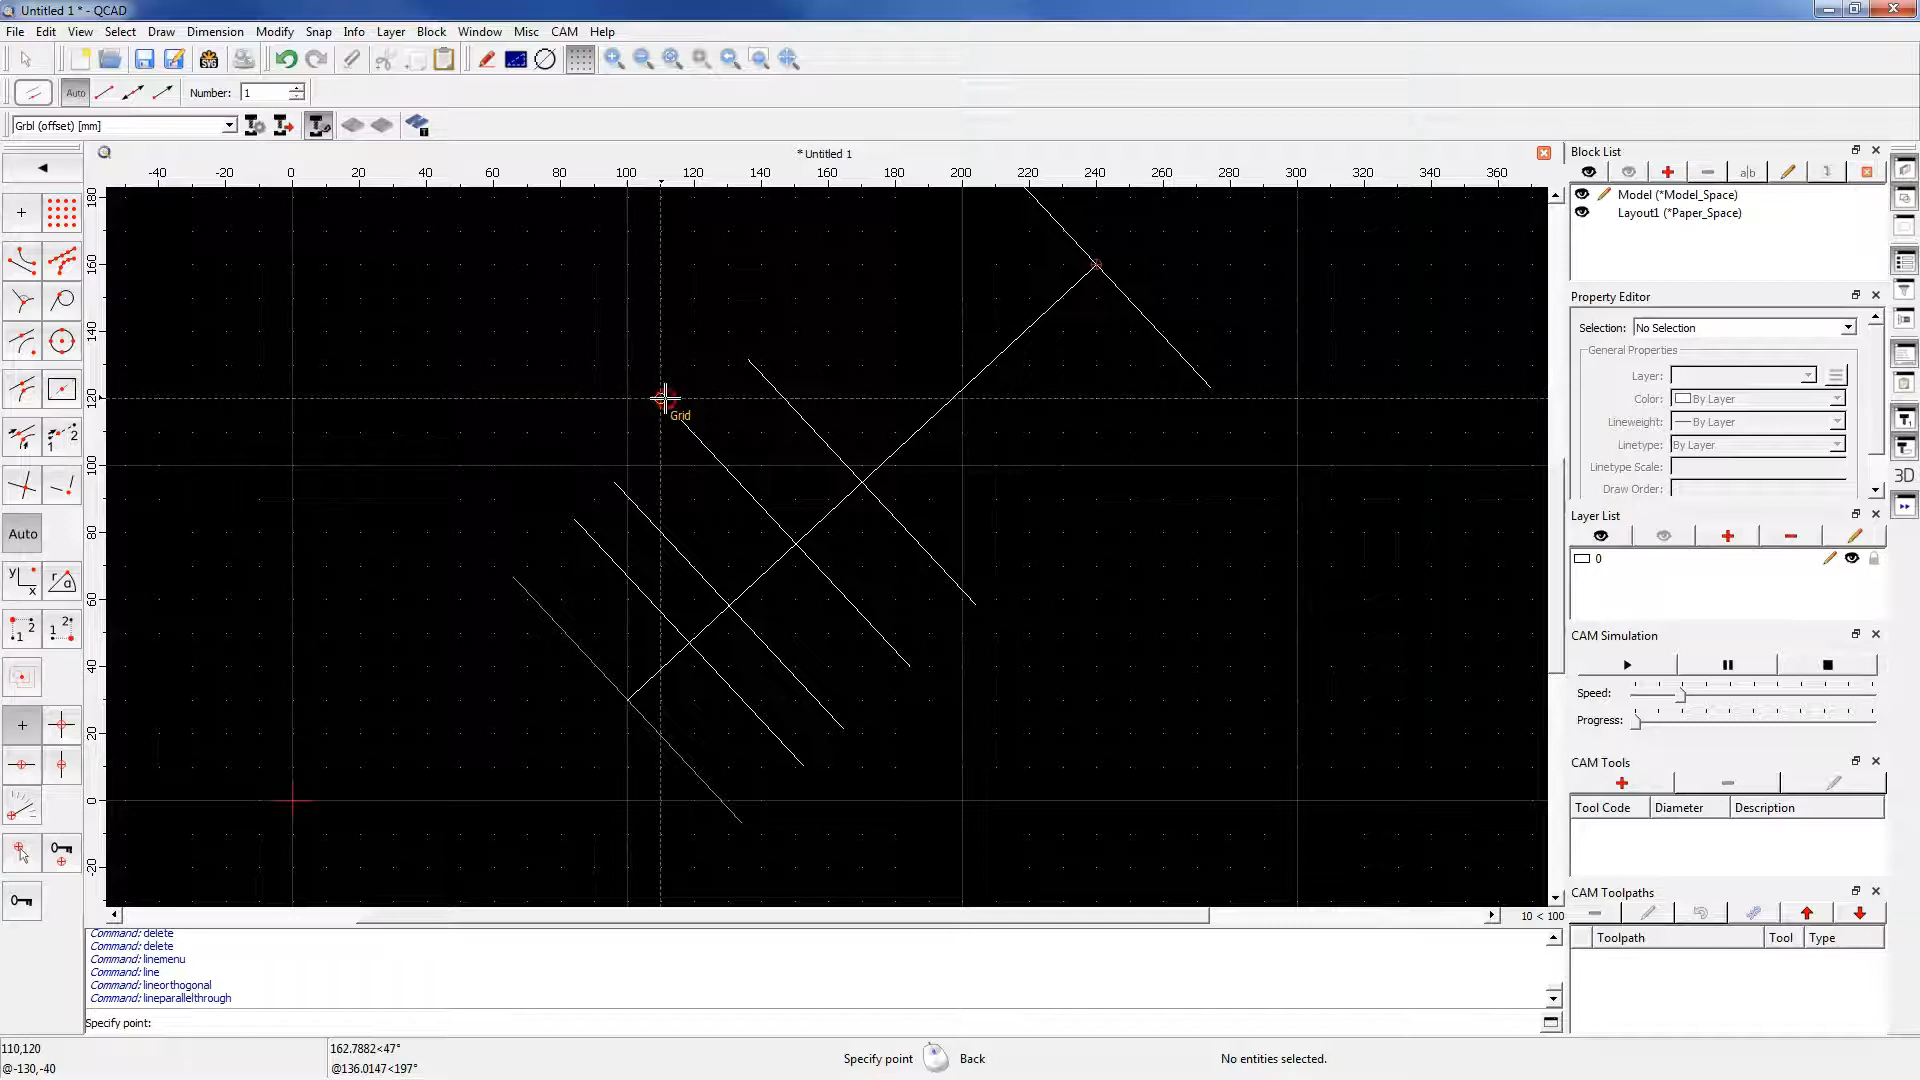 Untitled 1 * - QCAD
File Edit View Select Draw Dimension Modify Snap Info Layer Block Window Misc CAM Help
SVG
Auto Number: 1
Grbl (offset) [mm]
*Untitled 1
-40 -20 0 20 40 60 80 100 120 140 160 180 200 220 240 260 280 300 320 340 360
180
160
140
120
100
80
60
40
20
0
-20
Grid
1 2
Auto
y x r a
1 2 1 2
10 < 100
Block List
a|b
Model (*Model_Space)
Layout1 (*Paper_Space)
Property Editor
Selection: No Selection
General Properties
Layer:
Color: By Layer
Lineweight: By Layer
Linetype: By Layer
Linetype Scale:
Draw Order:
3D
Layer List
0
CAM Simulation
Speed:
Progress:
CAM Tools
Tool Code Diameter Description
CAM Toolpaths
Toolpath Tool Type
Command: delete
Command: delete
Command: linemenu
Command: line
Command: lineorthogonal
Command: lineparallelthrough
Specify point:
110,120
@-130,-40
162.7882<47°
@136.0147<197°
Specify point Back
No entities selected.